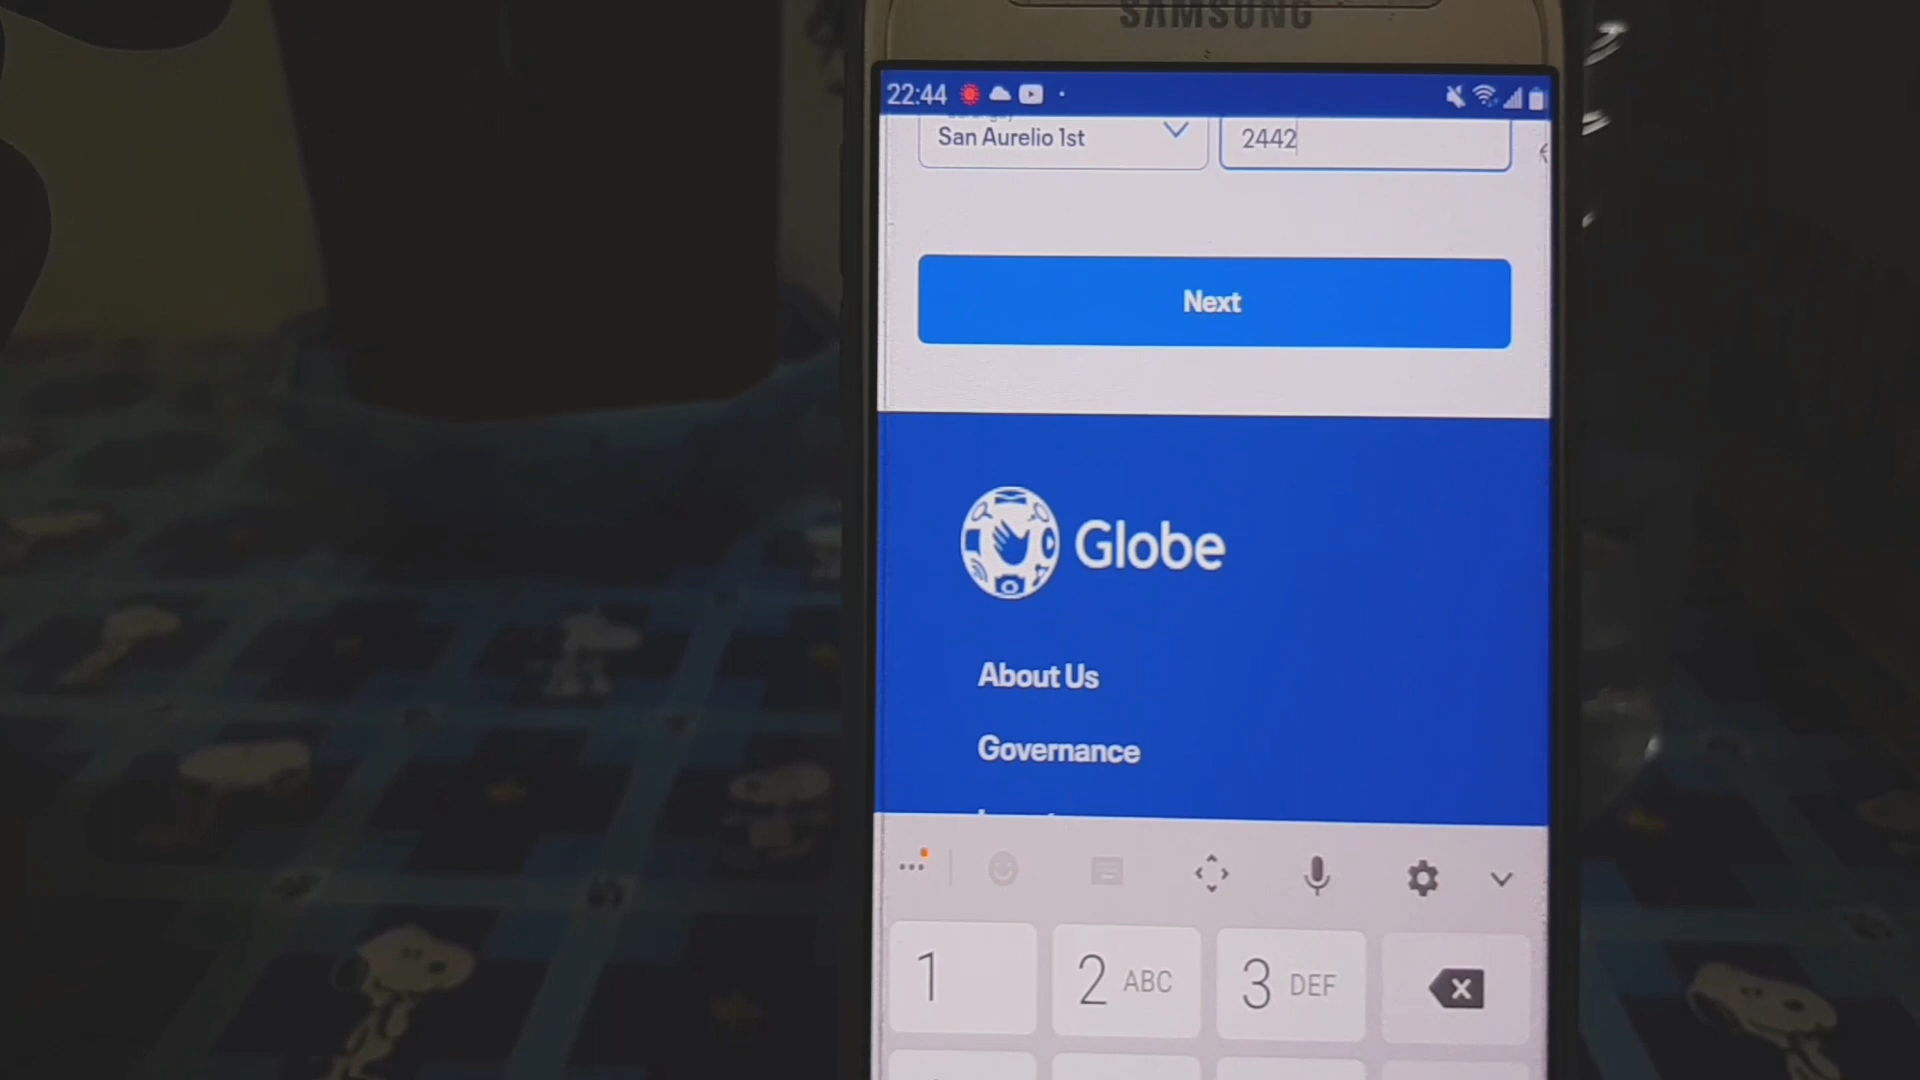 SAMSUNG
22:44
San Aurelio 1st
2442
Next
Globe
About Us
Governance
1
2 ABC
3 DEF